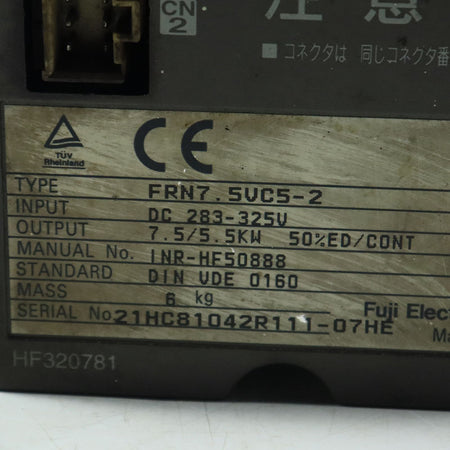 CN
2
注意
■ コネクタは 同じコネクタ番
TÜV
Rheinland
CE
TYPE FRN7.5VC5-2
INPUT DC 283-325V
OUTPUT 7.5/5.5KW 50%ED/CONT
MANUAL No. INR-HF50888
STANDARD DIN VDE 0160
MASS 6 kg
SERIAL No. 21HC81042R111-07HE
Fuji Elec
Ma
HF320781